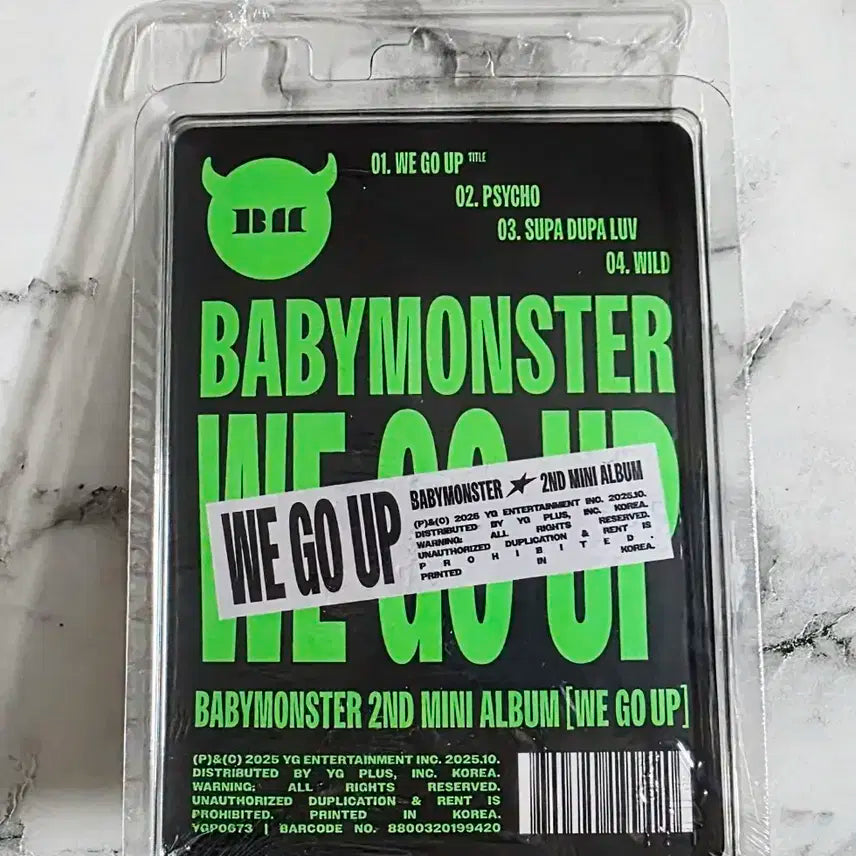 01. WE GO UP TITLE
02. PSYCHO
03. SUPA DUPA LUV
04. WILD
BABYMONSTER
WE GO UP
WE GO UP
BABYMONSTER ★ 2ND MINI ALBUM
(P)&(C) 2025 YG ENTERTAINMENT INC. 2025.10.
DISTRIBUTED BY YG PLUS, INC. KOREA.
WARNING: ALL RIGHTS RESERVED.
UNAUTHORIZED DUPLICATION & RENT IS
PROHIBITED.
PRINTED IN KOREA.
BABYMONSTER 2ND MINI ALBUM [WE GO UP]
(P)&(C) 2025 YG ENTERTAINMENT INC. 2025.10.
DISTRIBUTED BY YG PLUS, INC. KOREA.
WARNING: ALL RIGHTS RESERVED.
UNAUTHORIZED DUPLICATION & RENT IS
PROHIBITED. PRINTED IN KOREA.
YGP0673 | BARCODE NO. 8800320199420